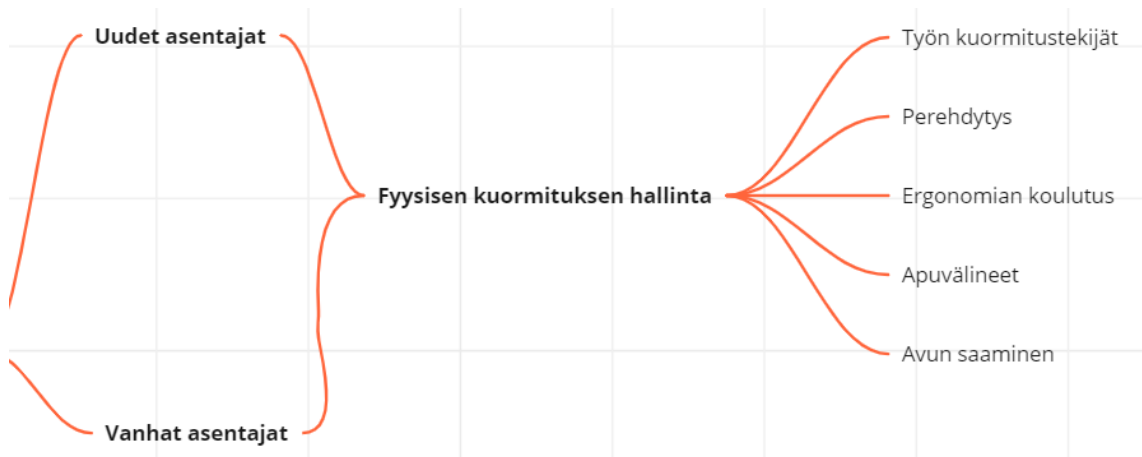 Uudet asentajat
Vanhat asentajat
Fyysisen kuormituksen hallinta
Työn kuormitustekijät
Perehdytys
Ergonomian koulutus
Apuvälineet
Avun saaminen